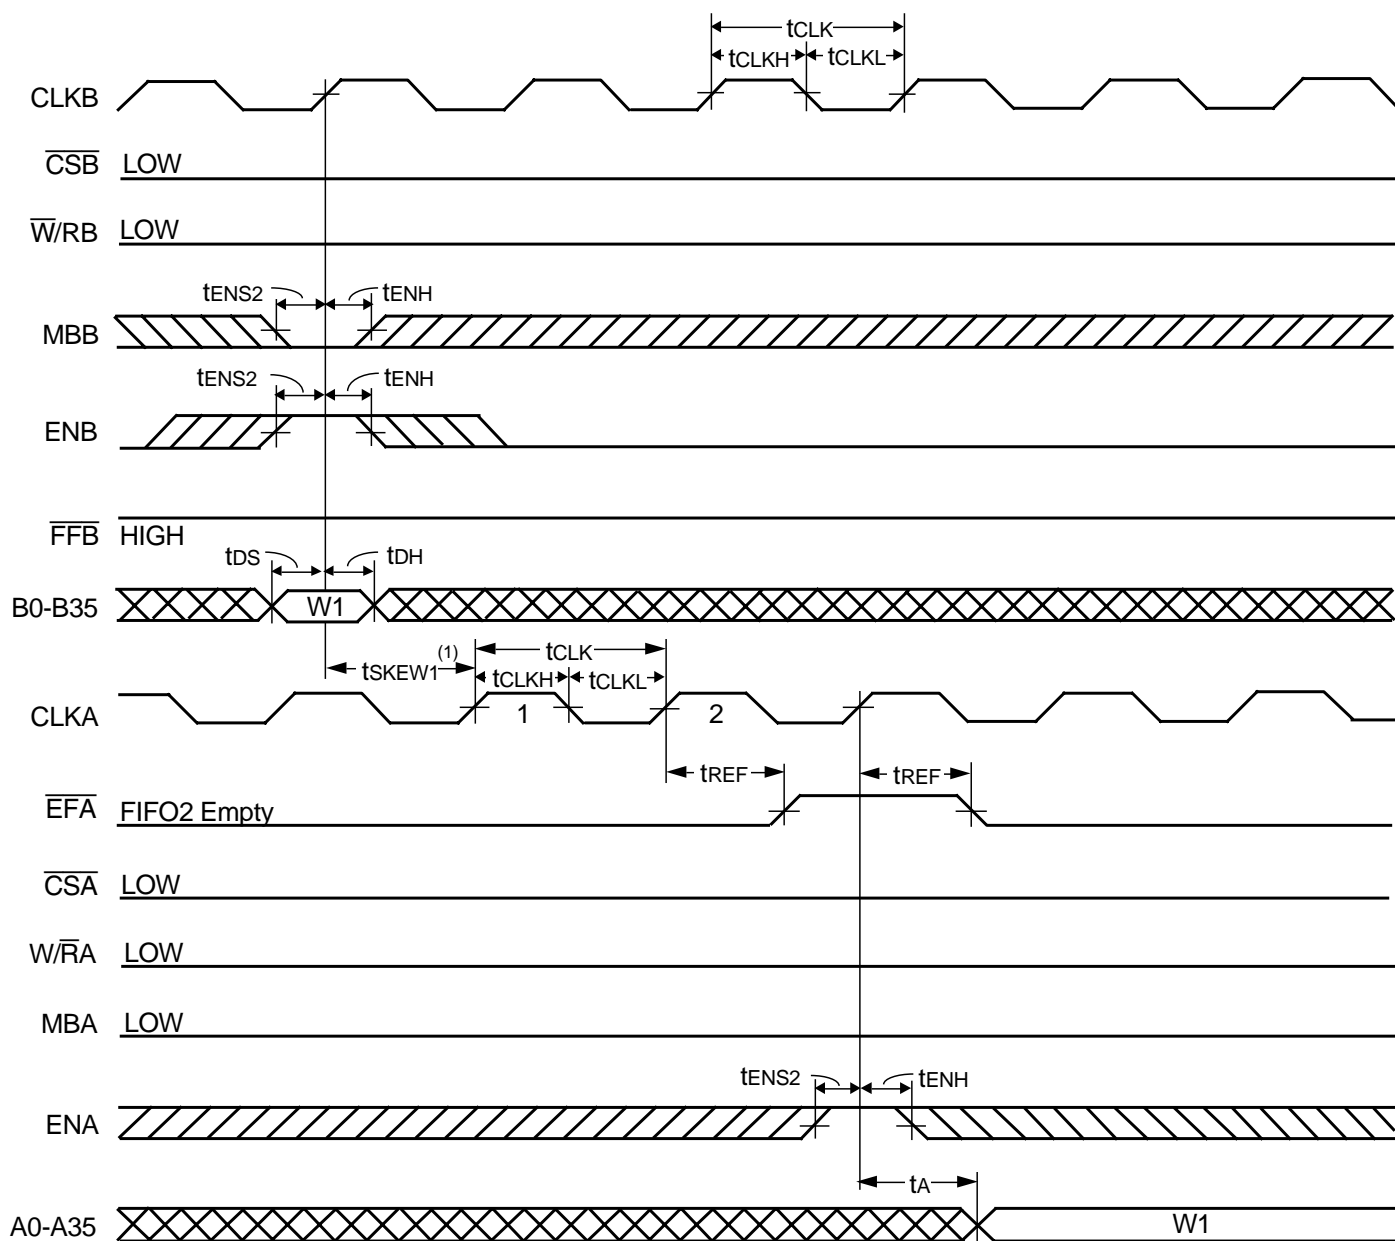 tCLK
tCLKH tCLKL
CLKB
CSB LOW
W/RB LOW
tENS2 tENH
MBB
tENS2 tENH
ENB
FFB HIGH
tDS tDH
B0-B35 W1
tSKEW1(1) tCLK
tCLKH tCLKL
CLKA 1 2
tREF tREF
EFA FIFO2 Empty
CSA LOW
W/RA LOW
MBA LOW
tENS2 tENH
ENA
tA
A0-A35 W1